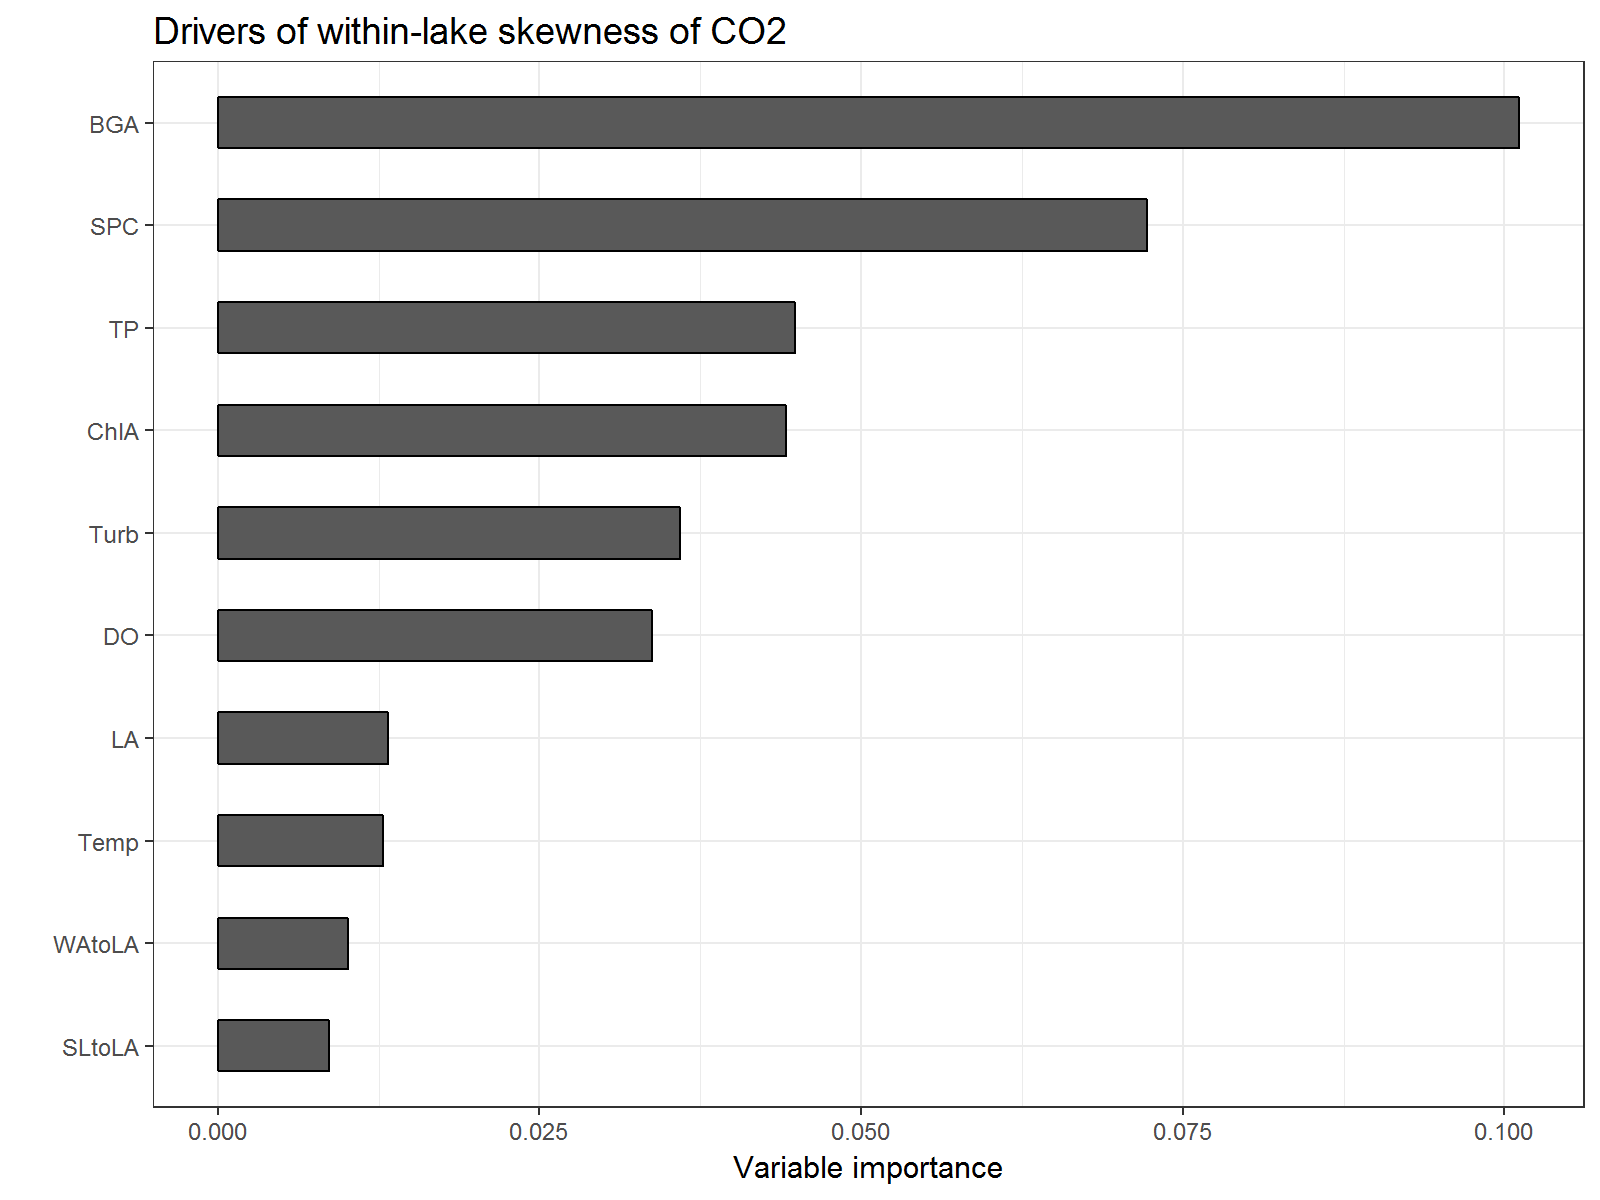 Drivers of within-lake skewness of CO2
BGA
SPC
TP
ChlA
Turb
DO
LA
Temp
WAtoLA
SLtoLA
0.000 0.025 0.050 0.075 0.100
Variable importance